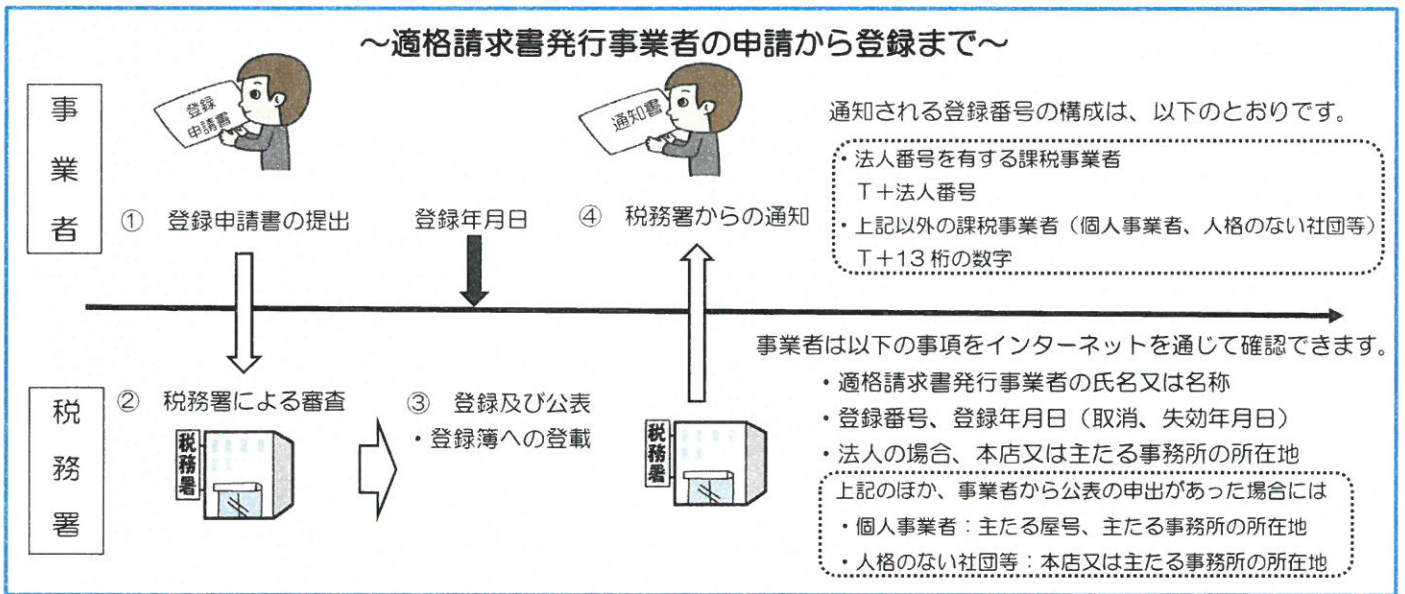 ～適格請求書発行事業者の申請から登録まで～
事業者
登録
申請書
通知書
① 登録申請書の提出
登録年月日
④ 税務署からの通知
通知される登録番号の構成は、以下のとおりです。
・法人番号を有する課税事業者
T＋法人番号
・上記以外の課税事業者（個人事業者、人格のない社団等）
T＋13桁の数字
税務署
② 税務署による審査
税務署
③ 登録及び公表
・登録簿への登載
税務署
事業者は以下の事項をインターネットを通じて確認できます。
・適格請求書発行事業者の氏名又は名称
・登録番号、登録年月日（取消、失効年月日）
・法人の場合、本店又は主たる事務所の所在地
上記のほか、事業者から公表の申出があった場合には
・個人事業者：主たる屋号、主たる事務所の所在地
・人格のない社団等：本店又は主たる事務所の所在地